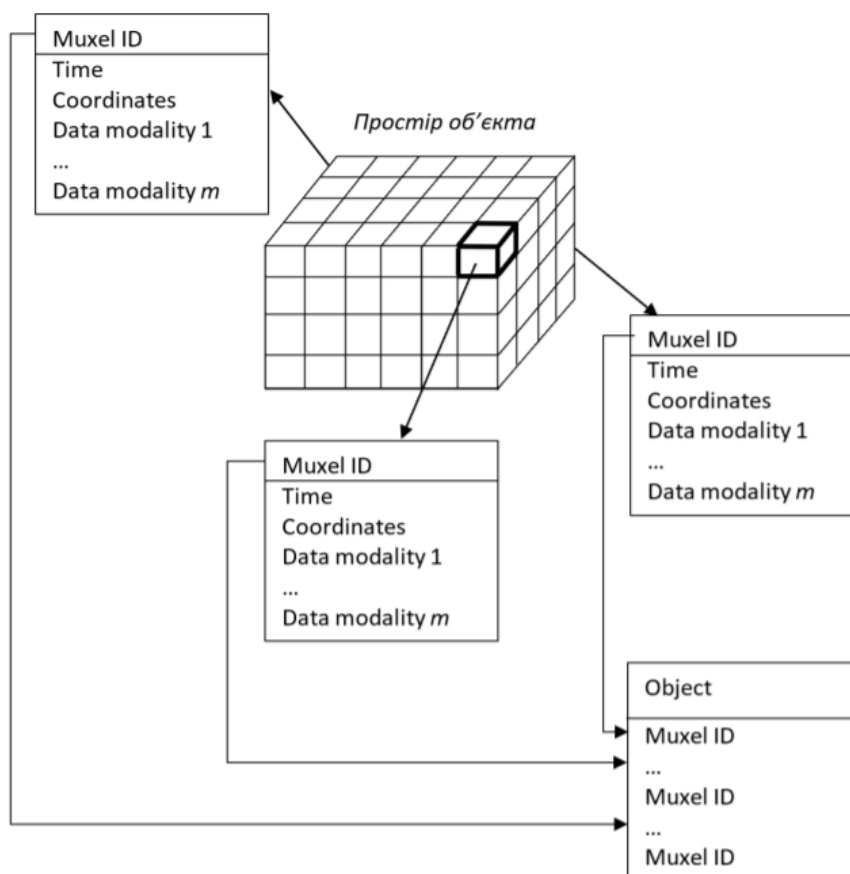 Muxel ID
Time
Coordinates
Data modality 1
...
Data modality m
Простір об’єкта
Muxel ID
Time
Coordinates
Data modality 1
...
Data modality m
Muxel ID
Time
Coordinates
Data modality 1
...
Data modality m
Object
Muxel ID
...
Muxel ID
...
Muxel ID